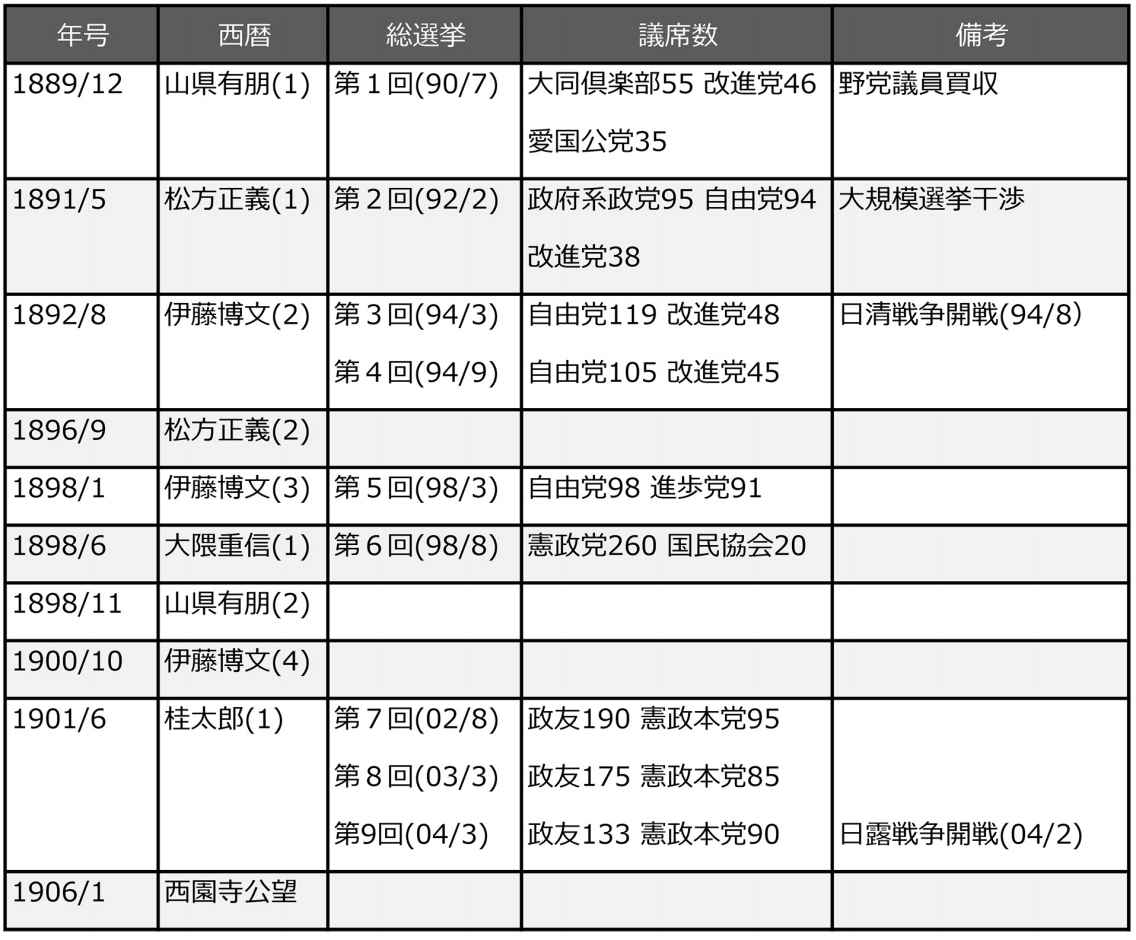 年号 西暦 総選挙 議席数 備考
1889/12 山県有朋(1) 第１回(90/7) 大同倶楽部55 改進党46 野党議員買収
愛国公党35
1891/5 松方正義(1) 第２回(92/2) 政府系政党95 自由党94 大規模選挙干渉
改進党38
1892/8 伊藤博文(2) 第３回(94/3) 自由党119 改進党48 日清戦争開戦(94/8）
第４回(94/9) 自由党105 改進党45
1896/9 松方正義(2)
1898/1 伊藤博文(3) 第５回(98/3) 自由党98 進歩党91
1898/6 大隈重信(1) 第６回(98/8) 憲政党260 国民協会20
1898/11 山県有朋(2)
1900/10 伊藤博文(4)
1901/6 桂太郎(1) 第７回(02/8) 政友190 憲政本党95
第８回(03/3) 政友175 憲政本党85
第9回(04/3) 政友133 憲政本党90 日露戦争開戦(04/2)
1906/1 西園寺公望